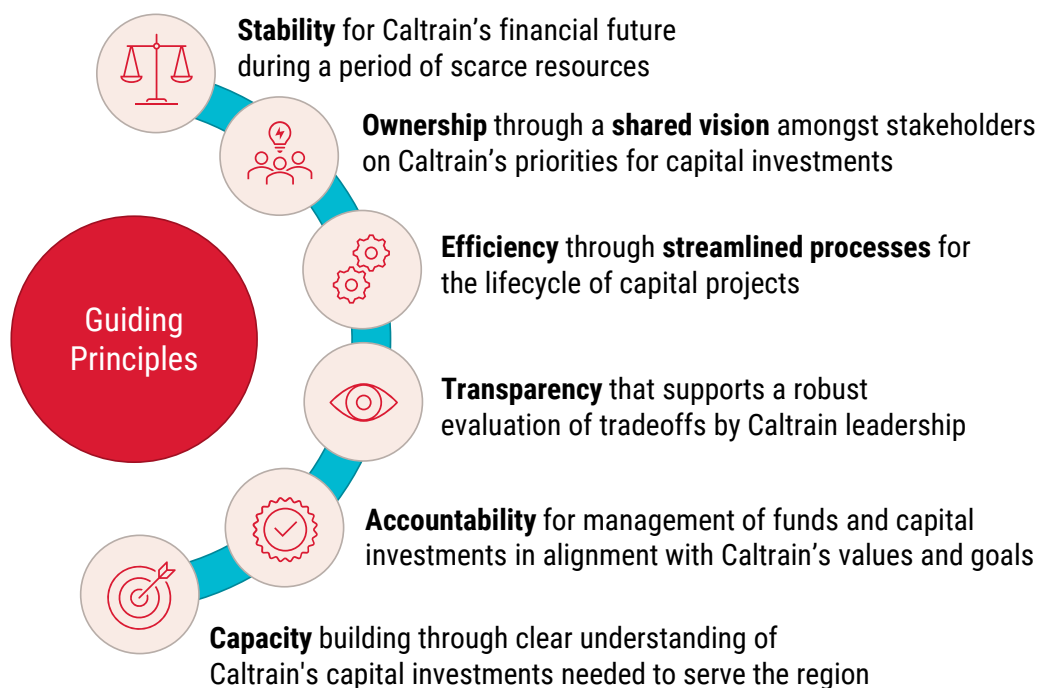 Stability for Caltrain’s financial future
during a period of scarce resources
Ownership through a shared vision amongst stakeholders
on Caltrain’s priorities for capital investments
Efficiency through streamlined processes for
the lifecycle of capital projects
Guiding
Principles
Transparency that supports a robust
evaluation of tradeoffs by Caltrain leadership
Accountability for management of funds and capital
investments in alignment with Caltrain’s values and goals
Capacity building through clear understanding of
Caltrain's capital investments needed to serve the region